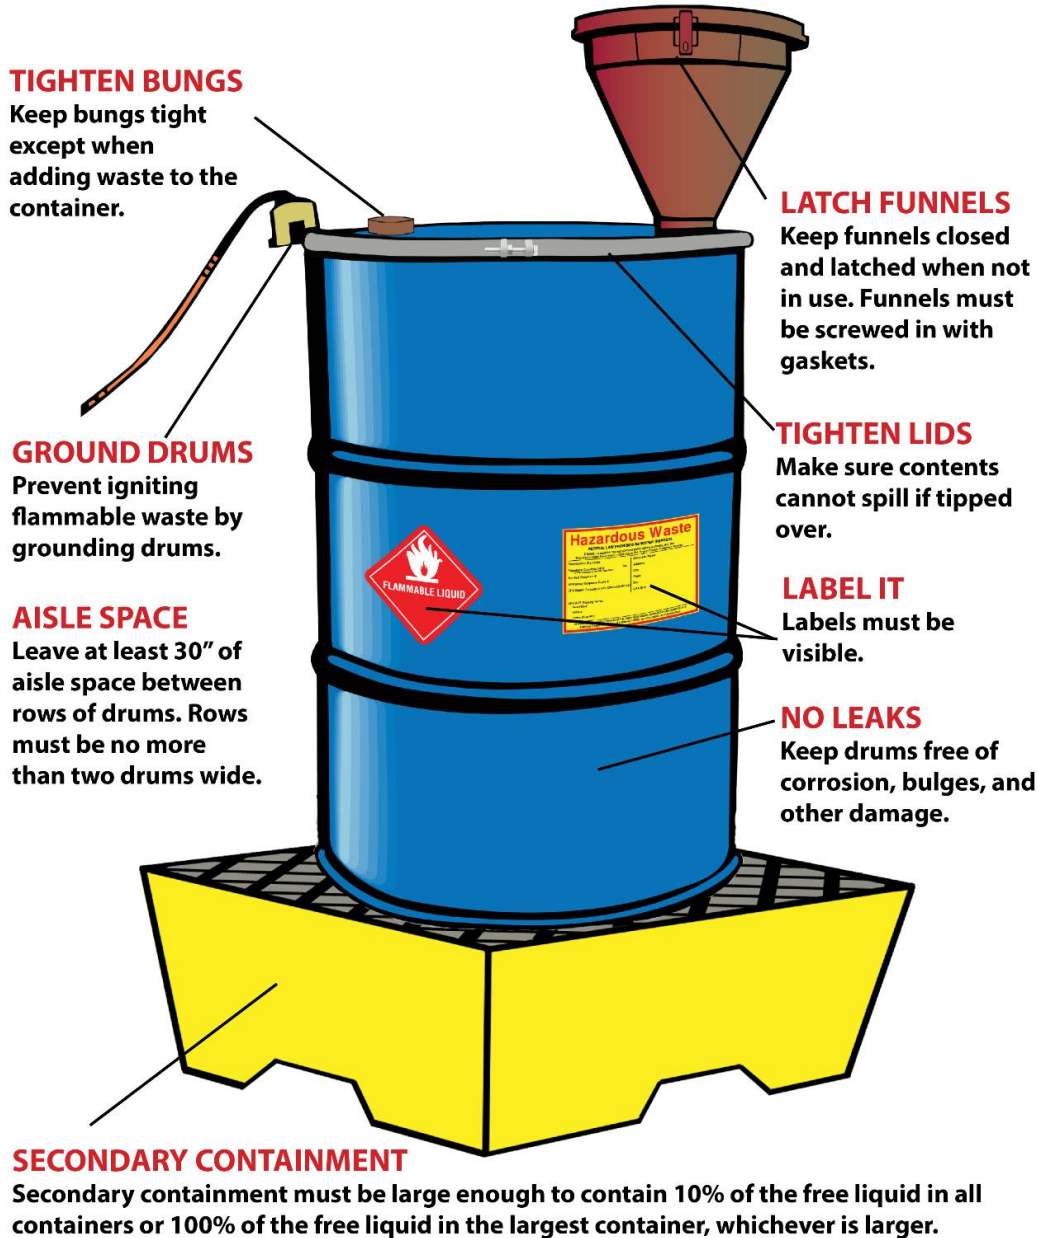 TIGHTEN BUNGS
Keep bungs tight
except when
adding waste to the
container.
LATCH FUNNELS
Keep funnels closed
and latched when not
in use. Funnels must
be screwed in with
gaskets.
GROUND DRUMS
Prevent igniting
flammable waste by
grounding drums.
TIGHTEN LIDS
Make sure contents
cannot spill if tipped
over.
FLAMMABLE LIQUID
Hazardous Waste
LABEL IT
Labels must be
visible.
AISLE SPACE
Leave at least 30” of
aisle space between
rows of drums. Rows
must be no more
than two drums wide.
NO LEAKS
Keep drums free of
corrosion, bulges, and
other damage.
SECONDARY CONTAINMENT
Secondary containment must be large enough to contain 10% of the free liquid in all
containers or 100% of the free liquid in the largest container, whichever is larger.